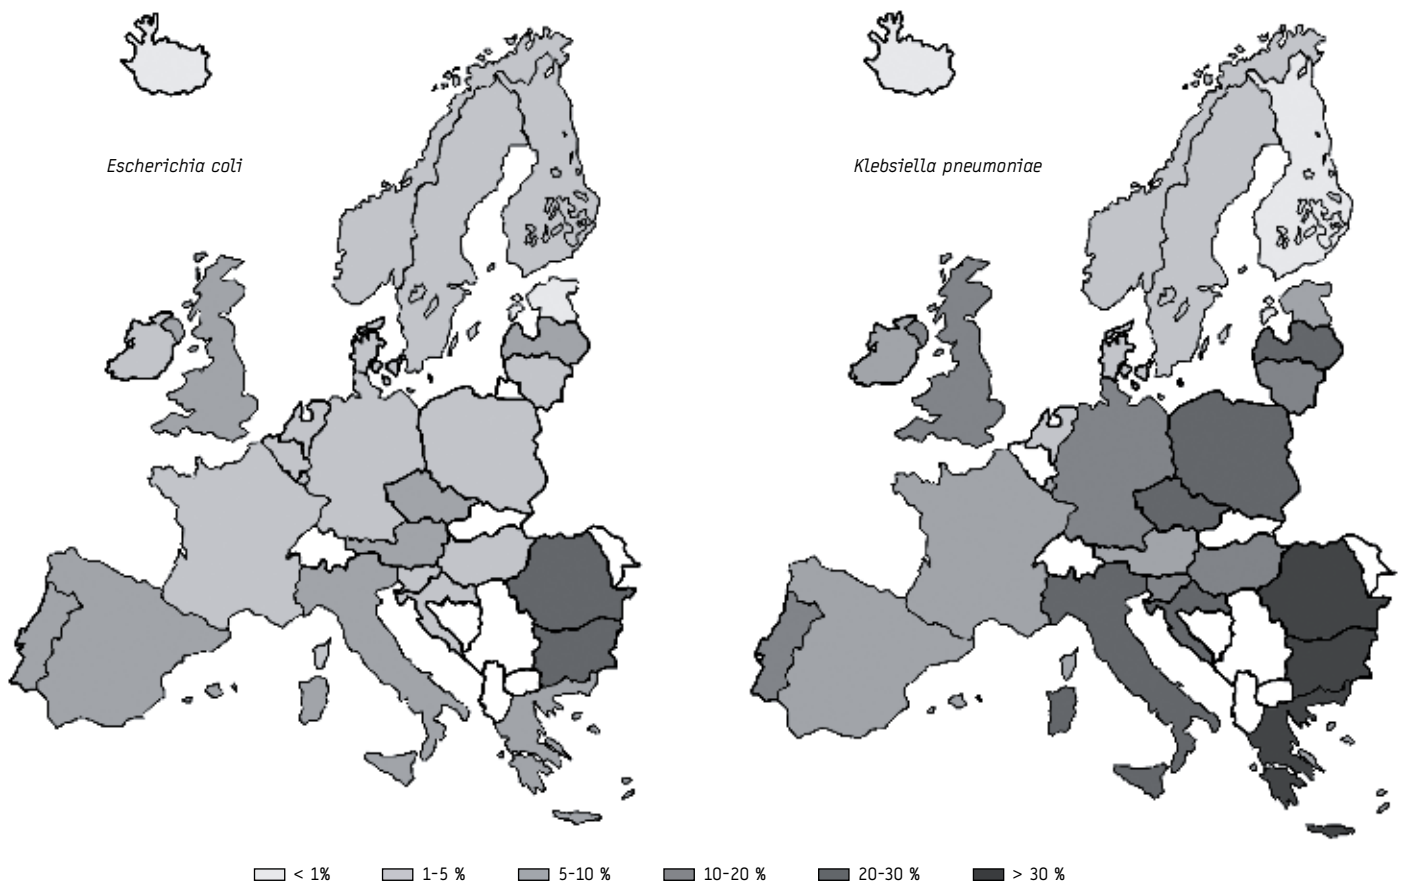 Escherichia coli
Klebsiella pneumoniae
< 1%
1-5 %
5-10 %
10-20 %
20-30 %
> 30 %